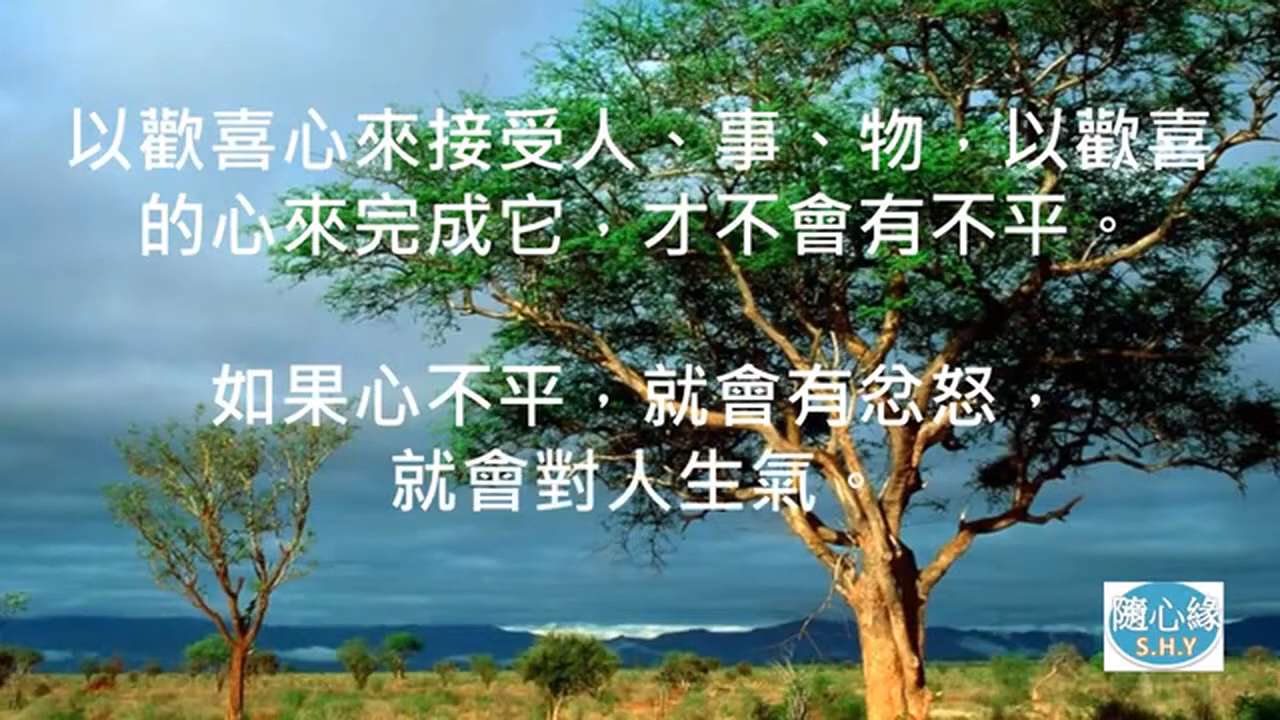 以歡喜心來接受人、事、物，以歡喜
的心來完成它，才不會有不平。
如果心不平，就會有忿怒，
就會對人生氣。
隨心緣
S.H.Y